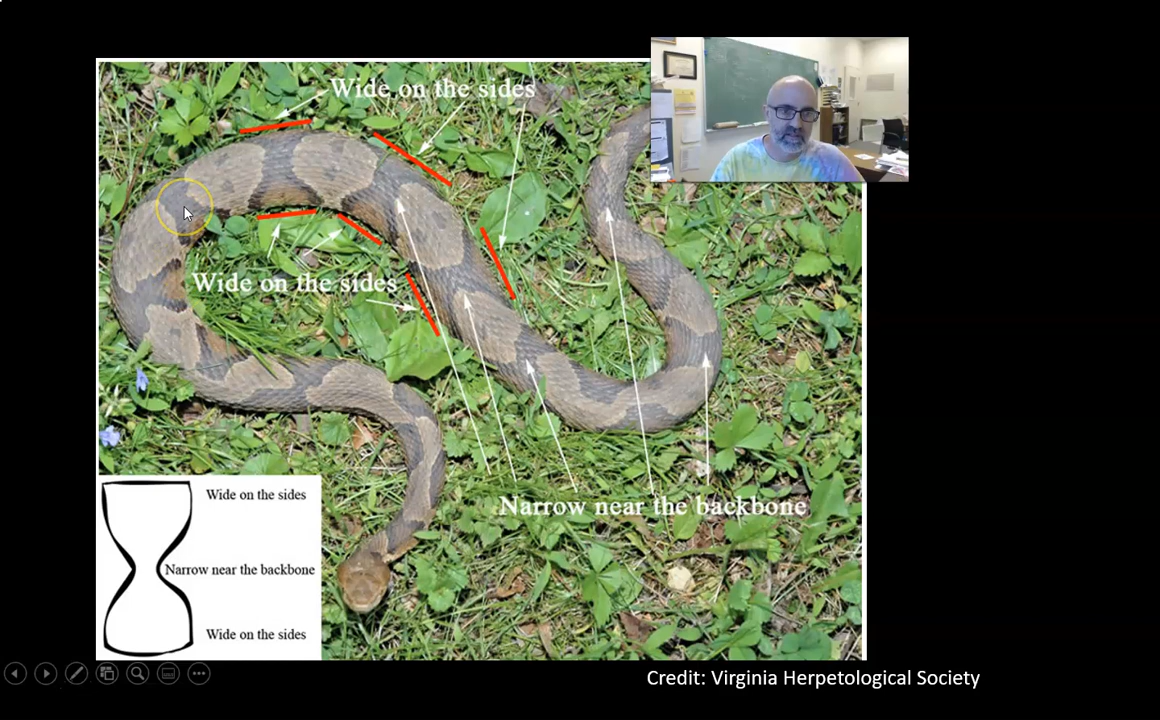 Wide on the sides
Wide on the sides
Wide on the sides
Narrow near the backbone
Narrow near the backbone
Wide on the sides
Credit: Virginia Herpetological Society